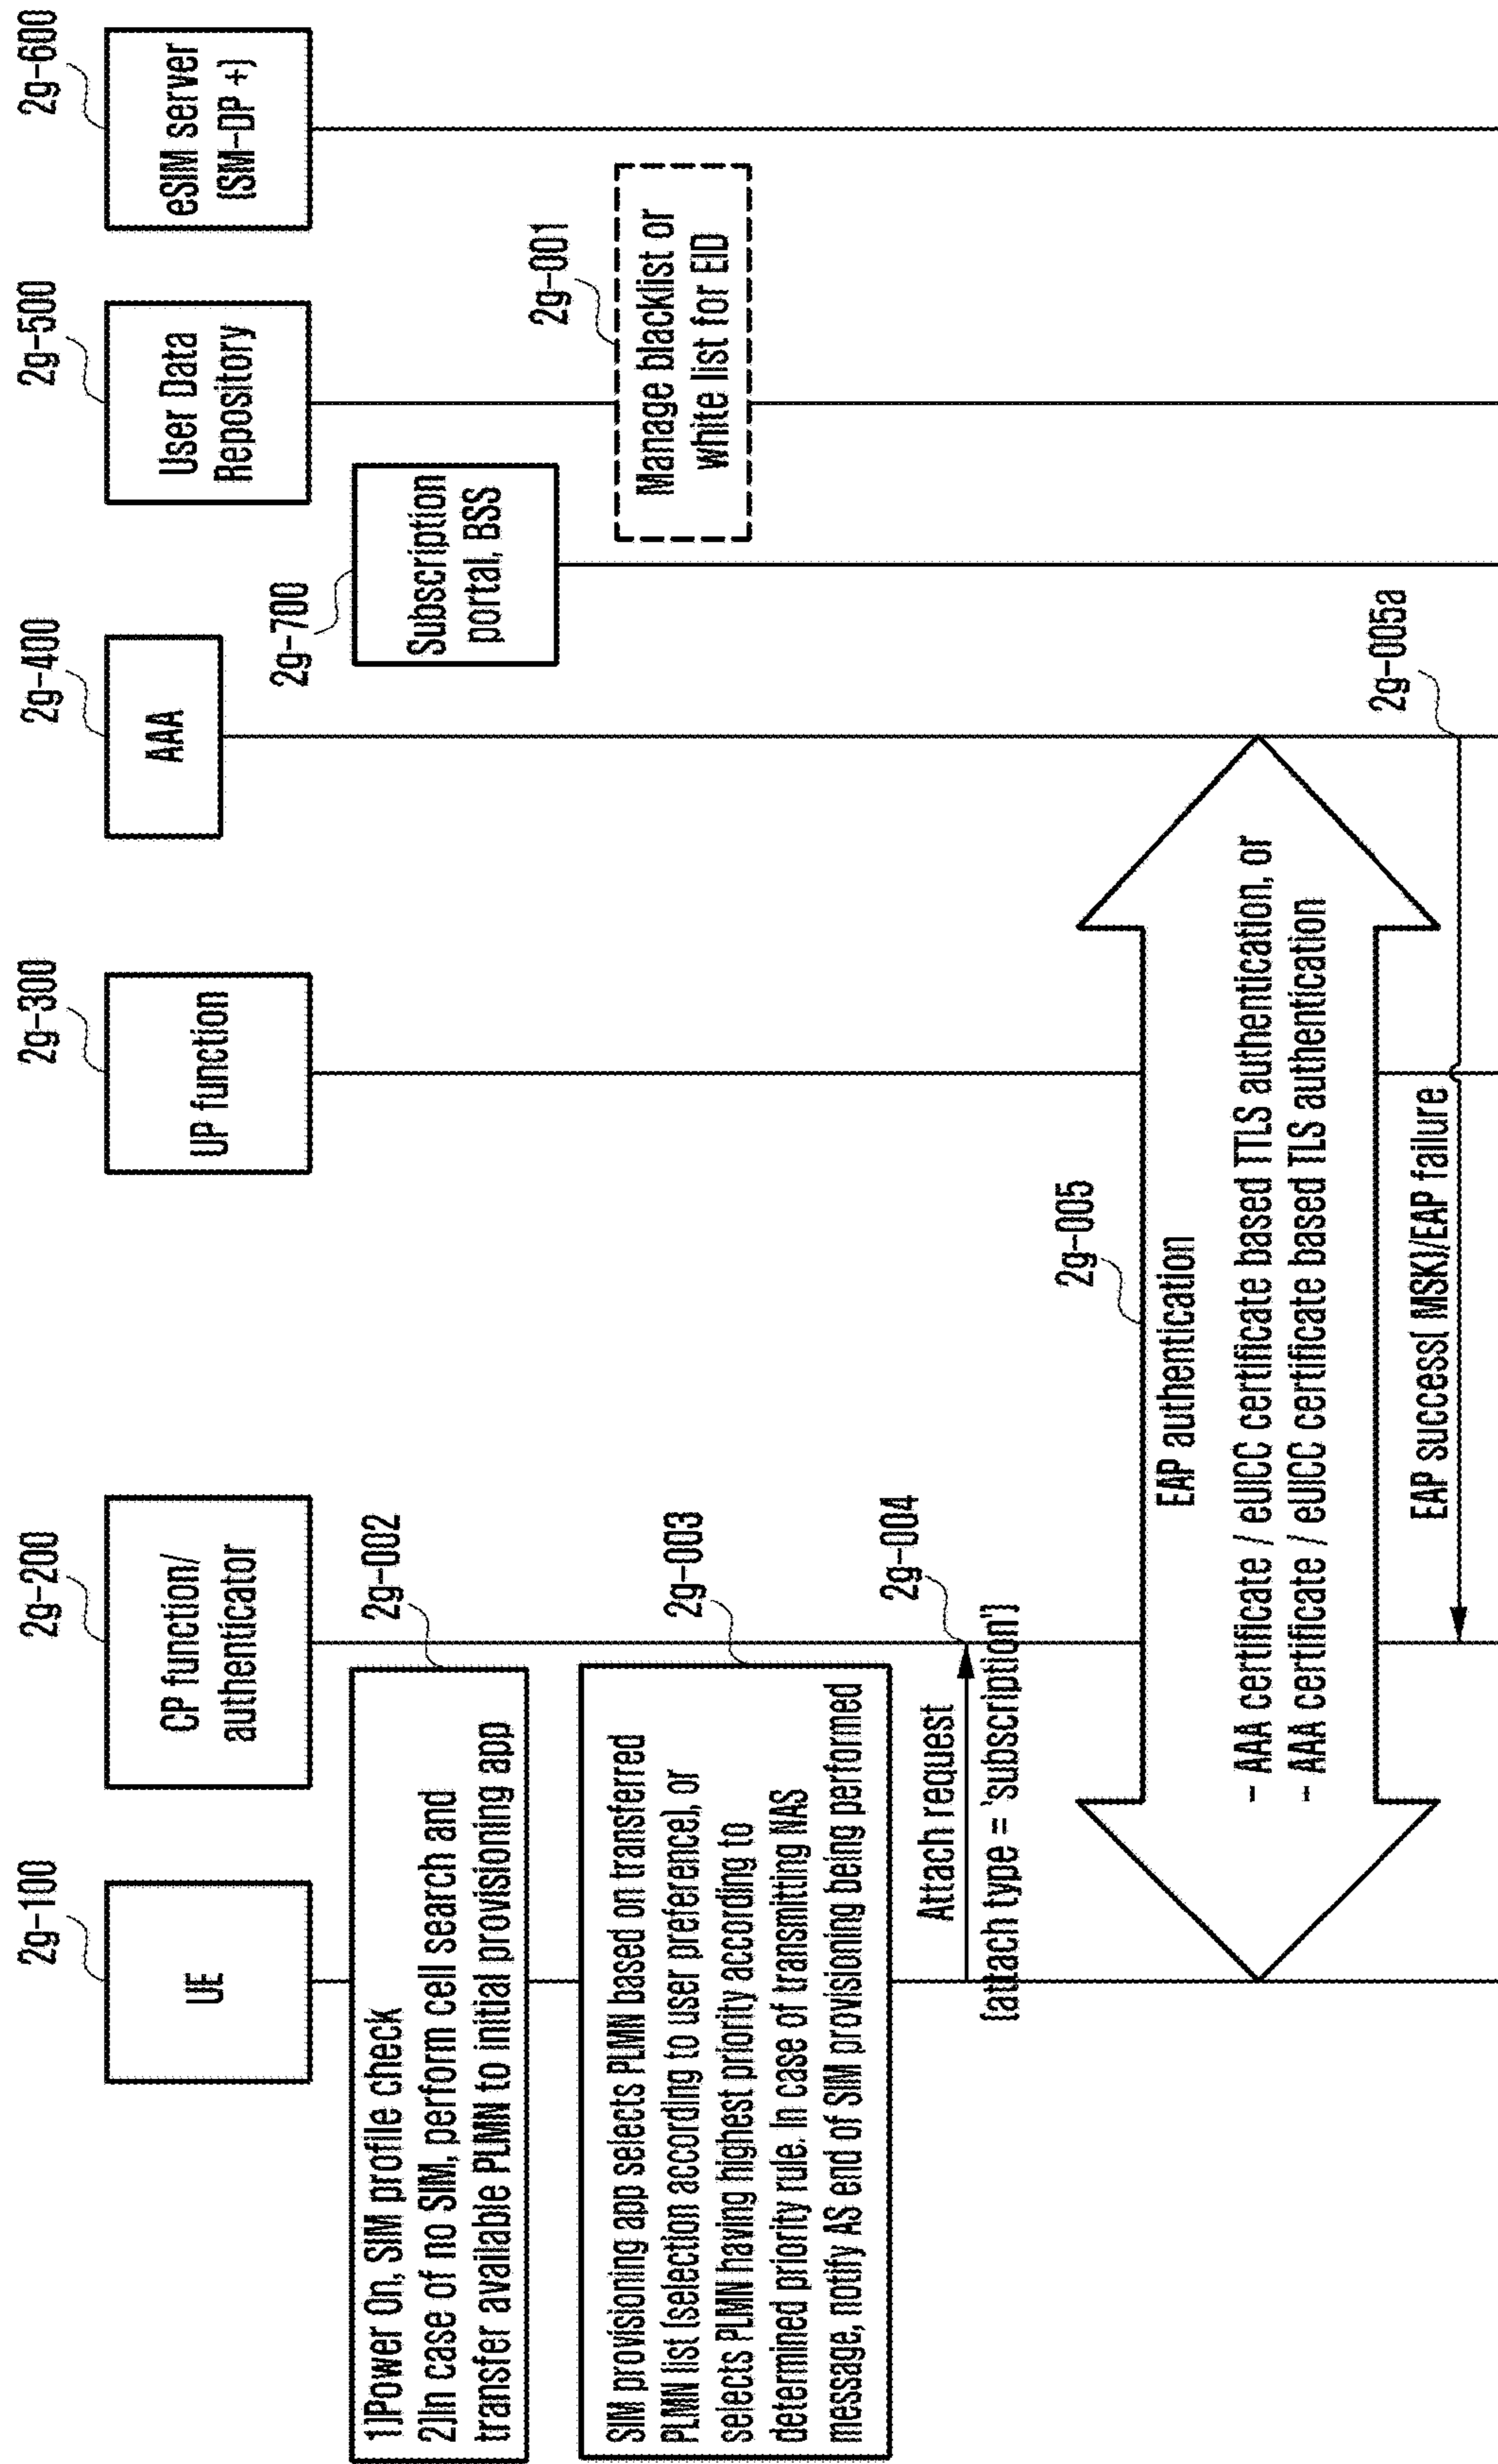 2g-100
UE
2g-200
CP function/
authenticator
2g-300
UP function
2g-400
AAA
2g-500
User Data
Repository
2g-600
eSIM server
(SM-DP +)
2g-700
Subscription
portal, BSS
2g-001
Manage blacklist or
white list for EID
2g-002
1)Power On, SIM profile check
2)In case of no SIM, perform cell search and
transfer available PLMN to initial provisioning app
2g-003
SIM provisioning app selects PLMN based on transferred
PLMN list (selection according to user preference), or
selects PLMN having highest priority according to
determined priority rule. In case of transmitting NAS
message, notify AS end of SIM provisioning being performed
2g-004
Attach request
(attach type = `subscription')
2g-005
EAP authentication
- AAA certificate / eUICC certificate based TTLS authentication, or
- AAA certificate / eUICC certificate based TLS authentication
2g-005a
EAP success( MSK)/EAP failure